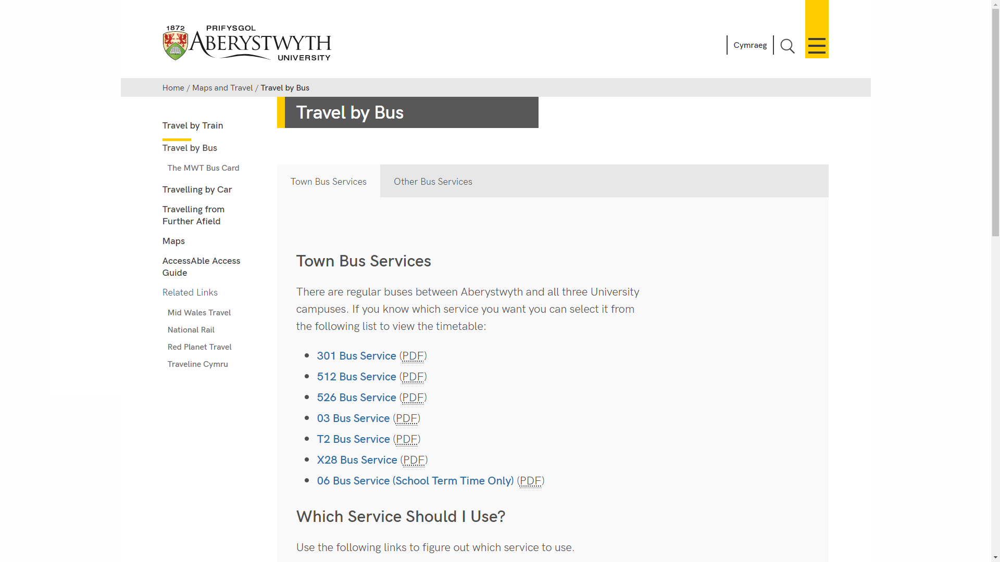 1872 PRIFYSGOL
ABERYSTWYTH
UNIVERSITY
Cymraeg
Home / Maps and Travel / Travel by Bus
Travel by Bus
Travel by Train
Travel by Bus
The MWT Bus Card
Travelling by Car
Travelling from
Further Afield
Maps
AccessAble Access
Guide
Related Links
Mid Wales Travel
National Rail
Red Planet Travel
Traveline Cymru
Town Bus Services
Other Bus Services
Town Bus Services
There are regular buses between Aberystwyth and all three University
campuses. If you know which service you want you can select it from
the following list to view the timetable:
301 Bus Service (PDF)
512 Bus Service (PDF)
526 Bus Service (PDF)
03 Bus Service (PDF)
T2 Bus Service (PDF)
X28 Bus Service (PDF)
06 Bus Service (School Term Time Only) (PDF)
Which Service Should I Use?
Use the following links to figure out which service to use.